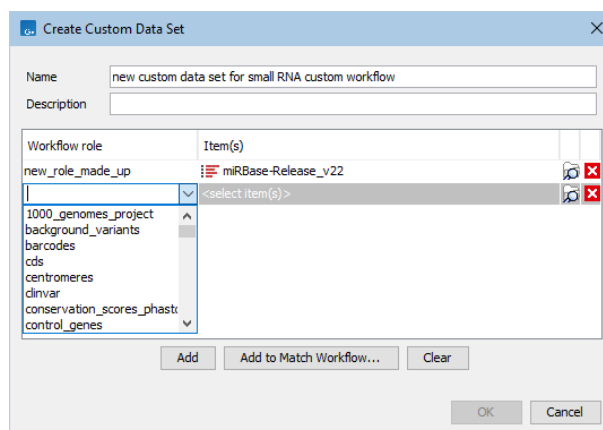 Create Custom Data Set
Name new custom data set for small RNA custom workflow
Description
Workflow role Item(s)
new_role_made_up miRBase-Release_v22
<select item(s)>
1000_genomes_project
background_variants
barcodes
cds
centromeres
clinvar
conservation_scores_phastc
control_genes
Add Add to Match Workflow... Clear
OK Cancel